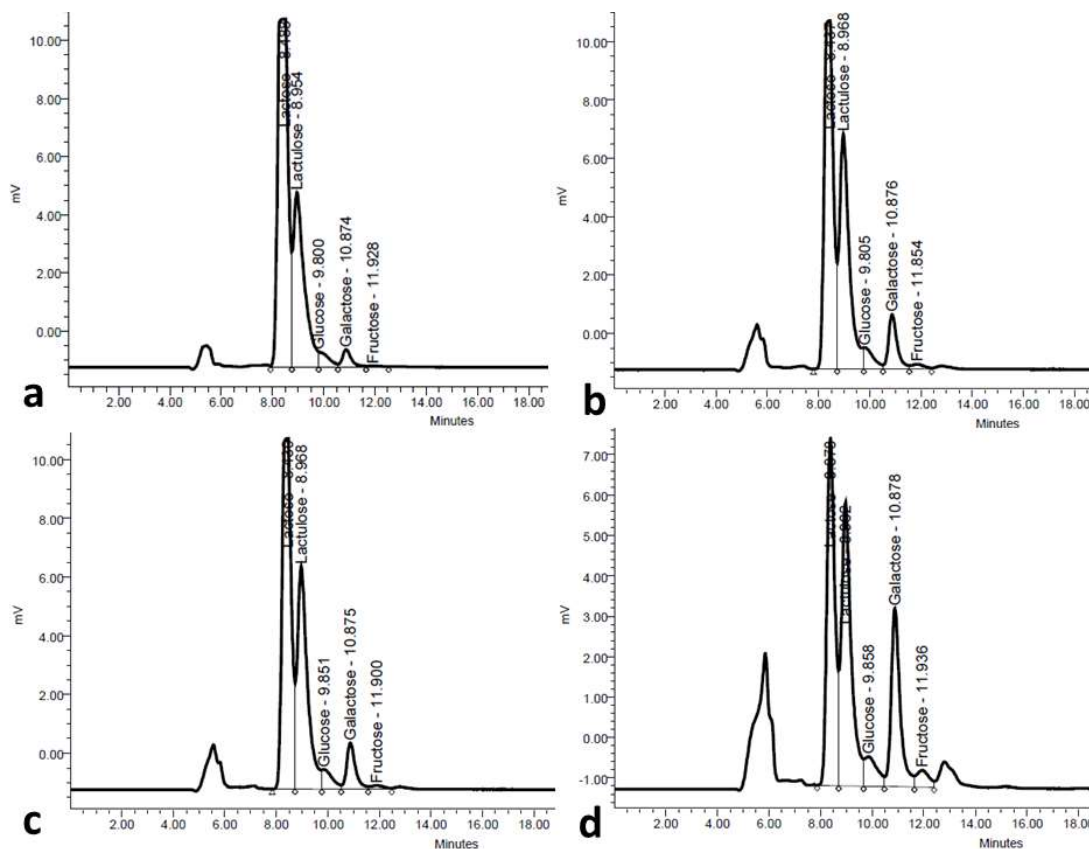 10.00
8.00
6.00
4.00
2.00
0.00
mV
Lactose
Lactulose - 8.954
Glucose - 9.800
Galactose - 10.874
Fructose - 11.928
2.00 4.00 6.00 8.00 10.00 12.00 14.00 16.00 18.00
Minutes
a
10.00
8.00
6.00
4.00
2.00
0.00
mV
Lactose
Lactulose - 8.968
Glucose - 9.805
Galactose - 10.876
Fructose - 11.854
2.00 4.00 6.00 8.00 10.00 12.00 14.00 16.00 18.00
Minutes
b
10.00
8.00
6.00
4.00
2.00
0.00
mV
Lactose
Lactulose - 8.968
Glucose - 9.851
Galactose - 10.875
Fructose - 11.900
2.00 4.00 6.00 8.00 10.00 12.00 14.00 16.00 18.00
Minutes
c
7.00
6.00
5.00
4.00
3.00
2.00
1.00
0.00
-1.00
mV
Lactose
Lactulose
Glucose - 9.858
Galactose - 10.878
Fructose - 11.936
2.00 4.00 6.00 8.00 10.00 12.00 14.00 16.00 18.00
Minutes
d